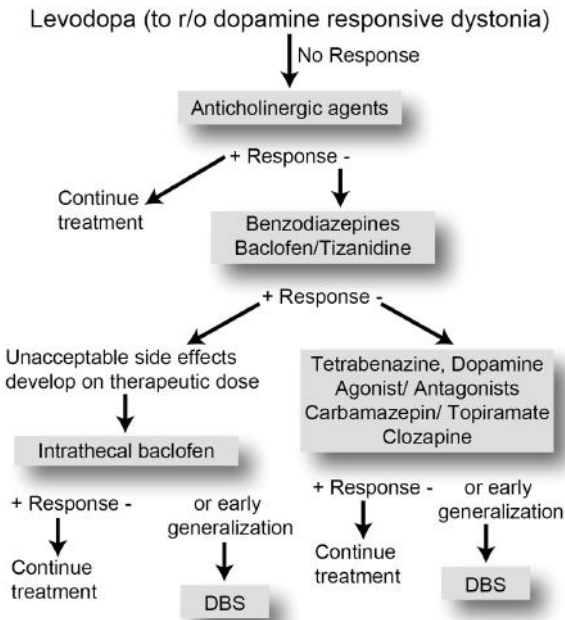 Levodopa (to r/o dopamine responsive dystonia)
No Response
Anticholinergic agents
+ Response -
Continue
treatment
Benzodiazepines
Baclofen/Tizanidine
+ Response -
Unacceptable side effects
develop on therapeutic dose
Tetrabenazine, Dopamine
Agonist/ Antagonists
Carbamazepin/ Topiramate
Clozapine
Intrathecal baclofen
+ Response -
or early
generalization
Continue
treatment
DBS
+ Response -
or early
generalization
Continue
treatment
DBS